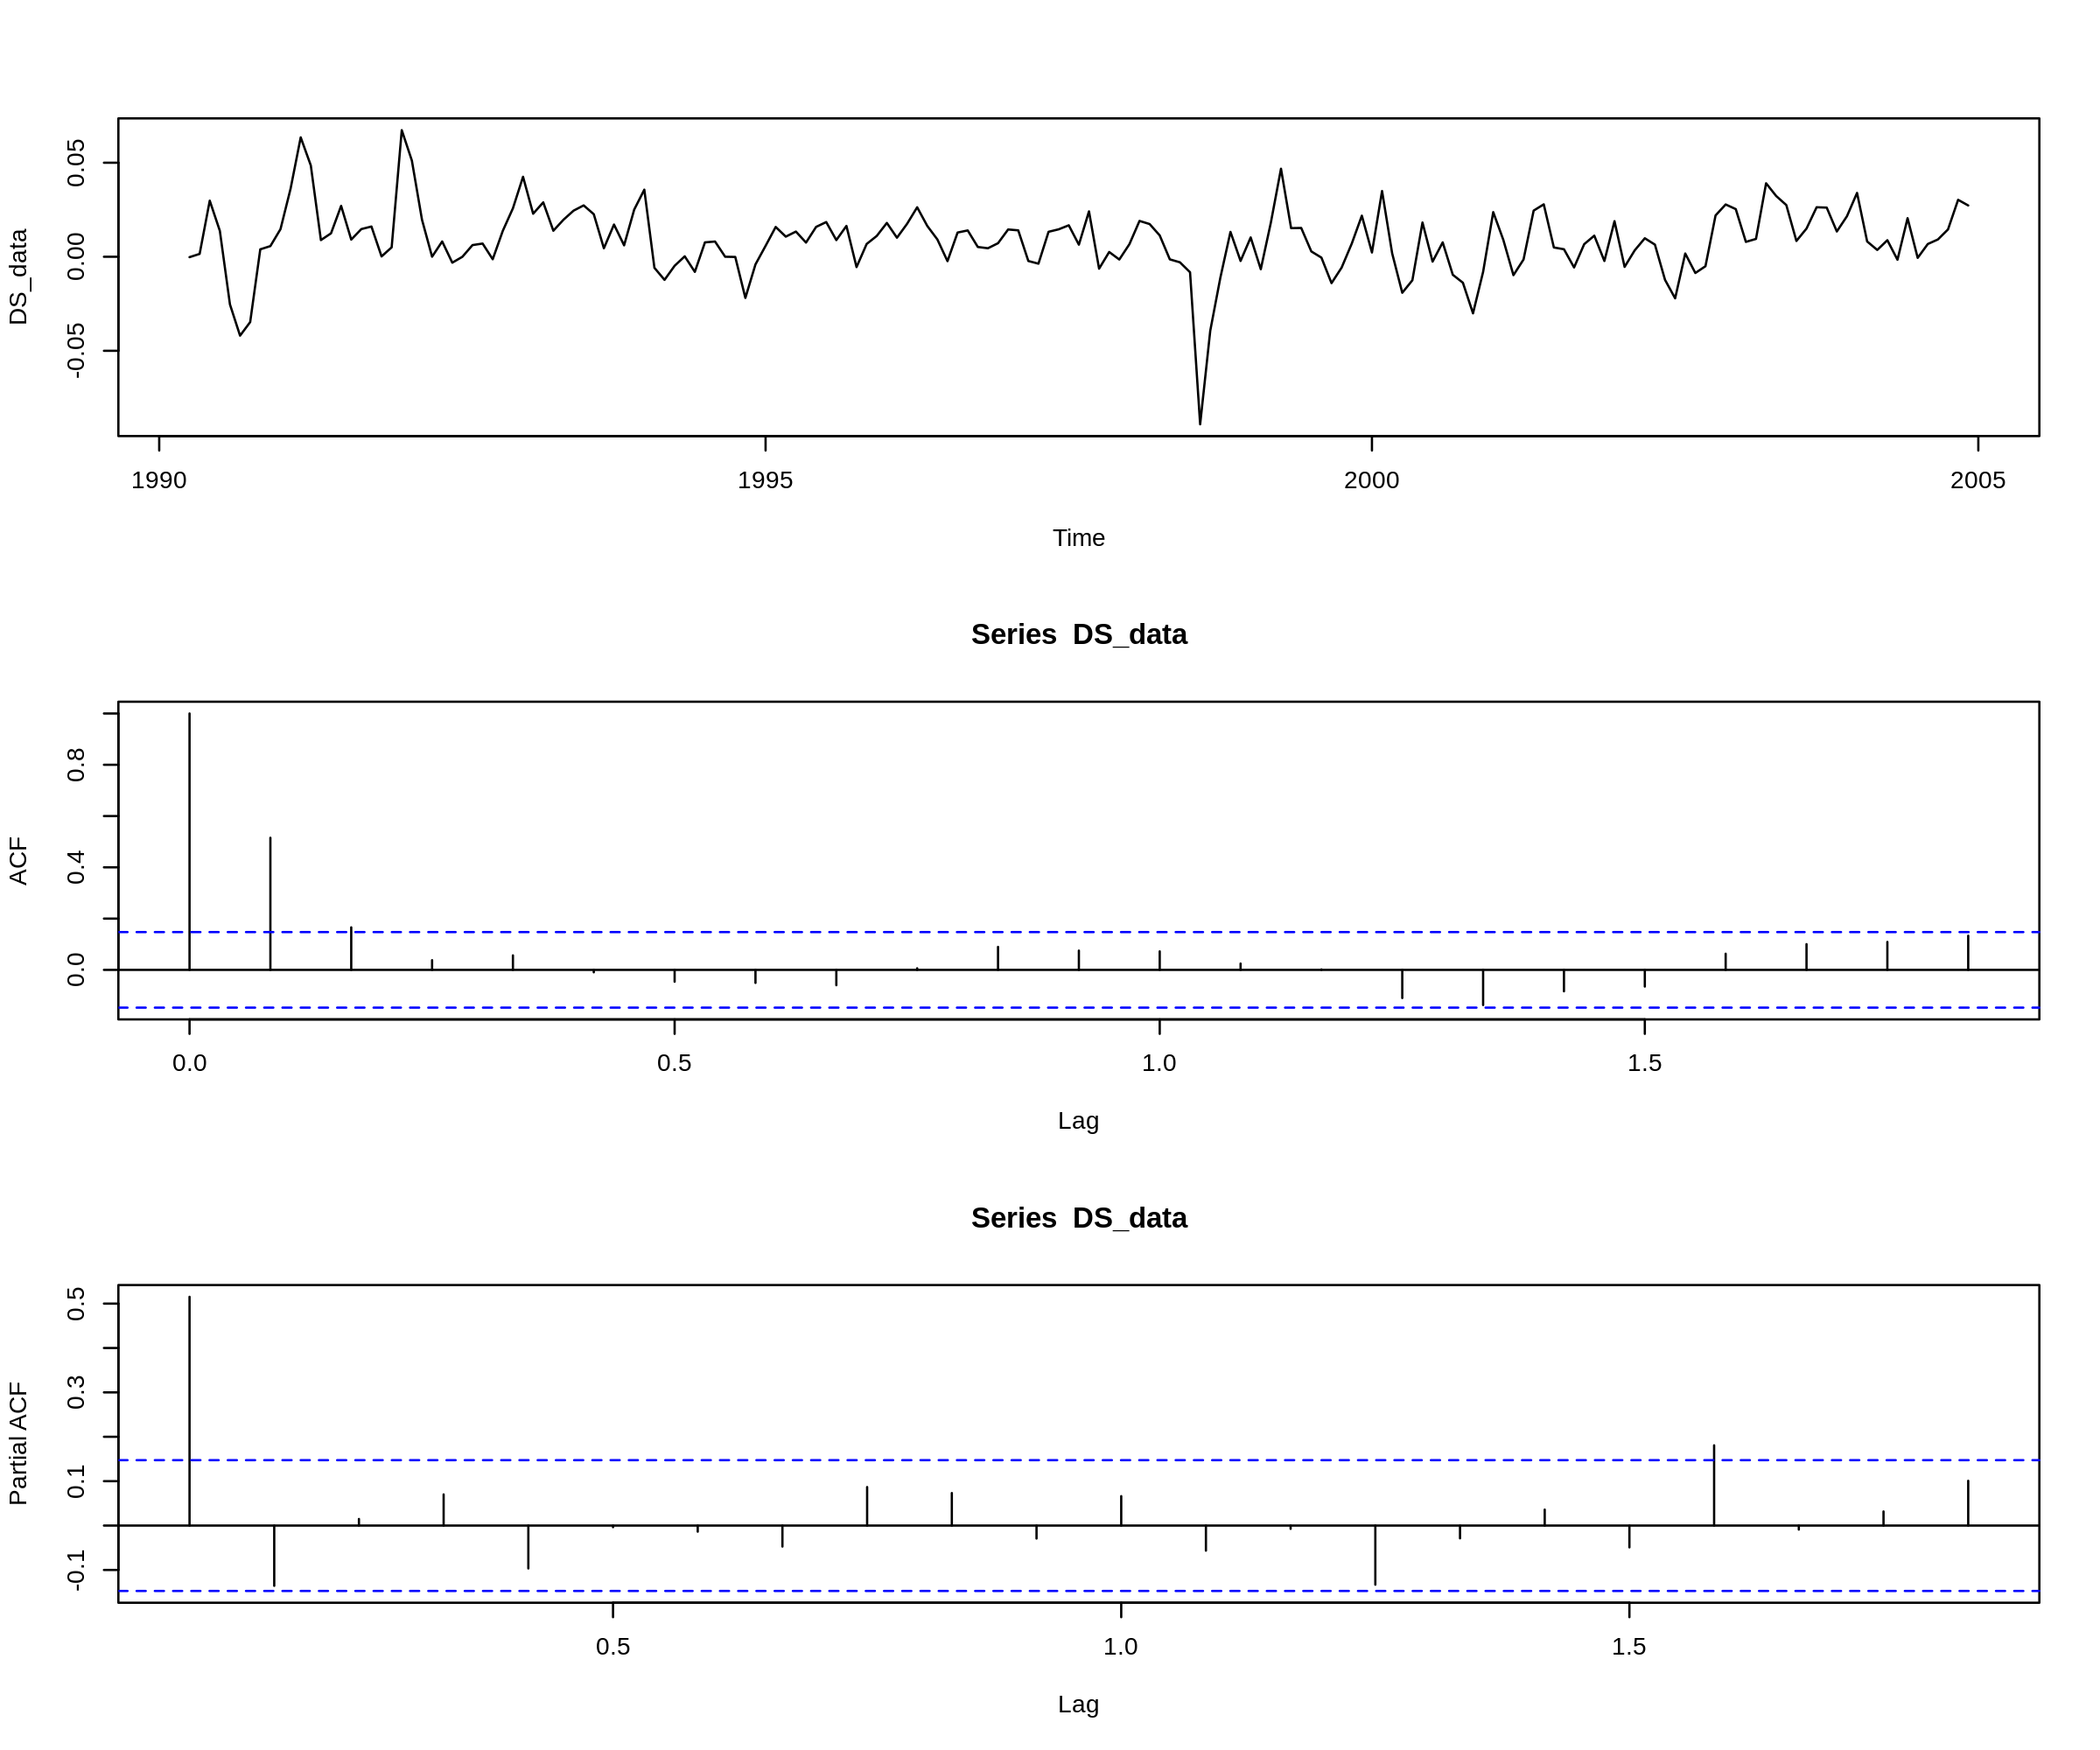 DS_data
0.05
0.00
-0.05
1990 1995 2000 2005
Time
Series DS_data
ACF
0.8
0.4
0.0
0.0 0.5 1.0 1.5
Lag
Series DS_data
Partial ACF
0.5
0.3
0.1
-0.1
0.5 1.0 1.5
Lag